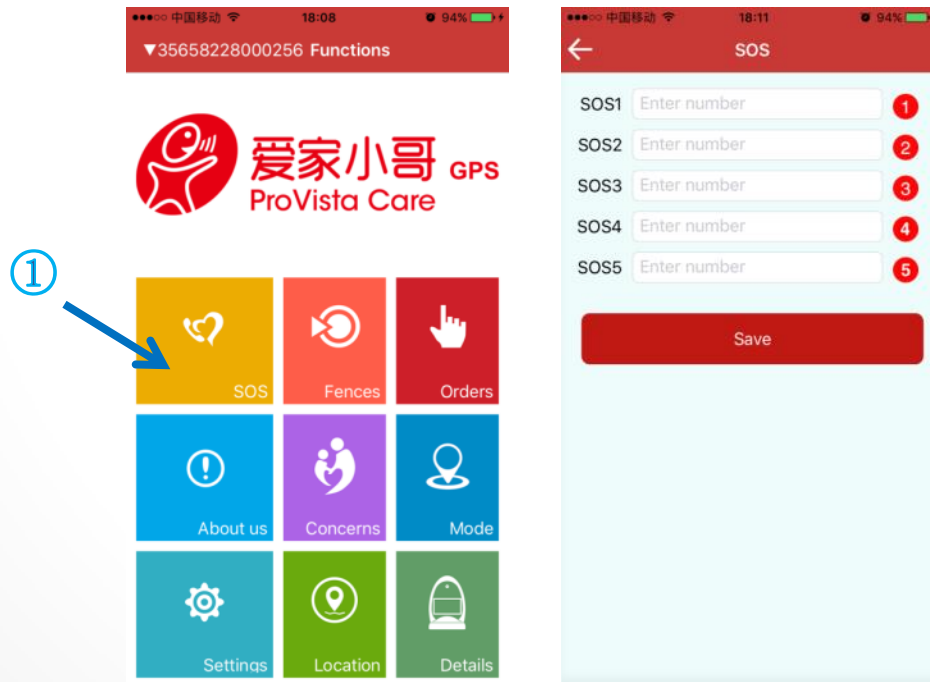 中国移动 18:08 94%
▼35658228000256 Functions
爱家小哥 GPS
ProVista Care
①
SOS Fences Orders
About us Concerns Mode
Settings Location Details
中国移动 18:11 94%
SOS
SOS1 Enter number 1
SOS2 Enter number 2
SOS3 Enter number 3
SOS4 Enter number 4
SOS5 Enter number 5
Save